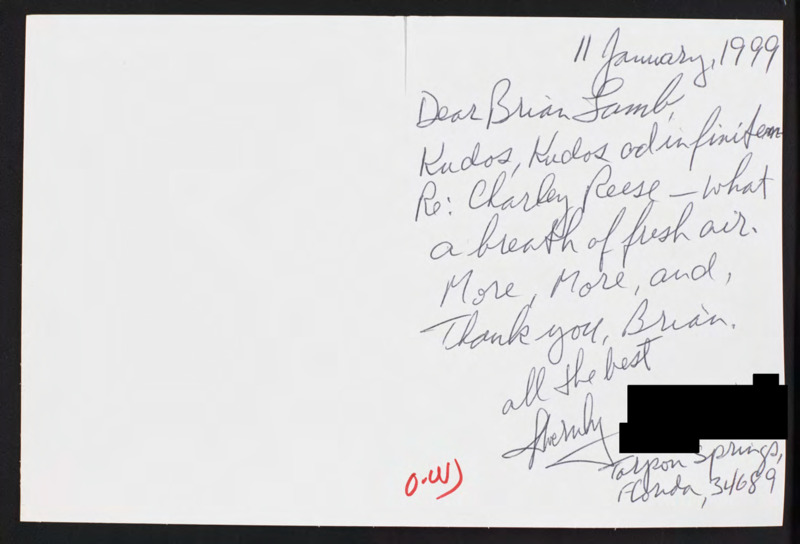 11 January, 1999
Dear Brian Lamb,
Kudos, Kudos ad infinitem
Re: Charley Reese – What
a breath of fresh air.
More, More, and,
Thank you, Brian.
all the best
Tarpon Springs,
Florida, 34689
O-W)